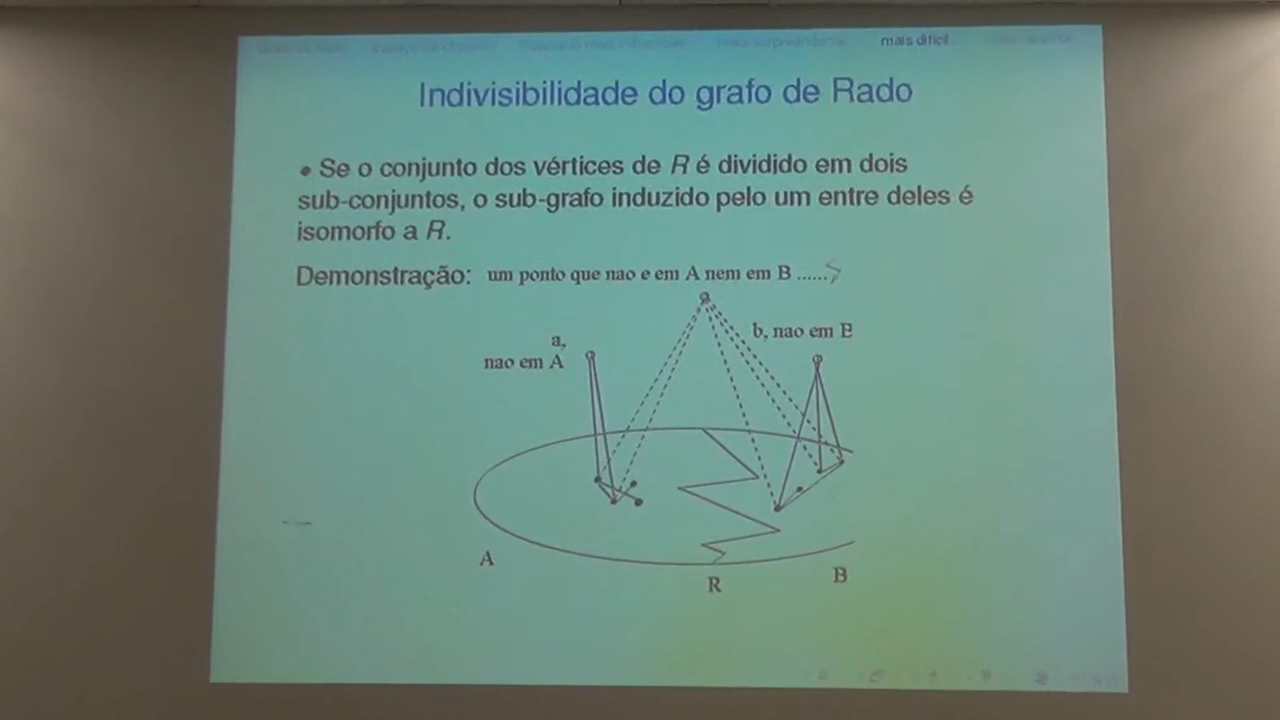 mais difícil
Indivisibilidade do grafo de Rado
• Se o conjunto dos vértices de R é dividido em dois
sub-conjuntos, o sub-grafo induzido pelo um entre deles é
isomorfo a R.
Demonstração: um ponto que nao e em A nem em B ......>
a,
nao em A
b, nao em B
A
R
B